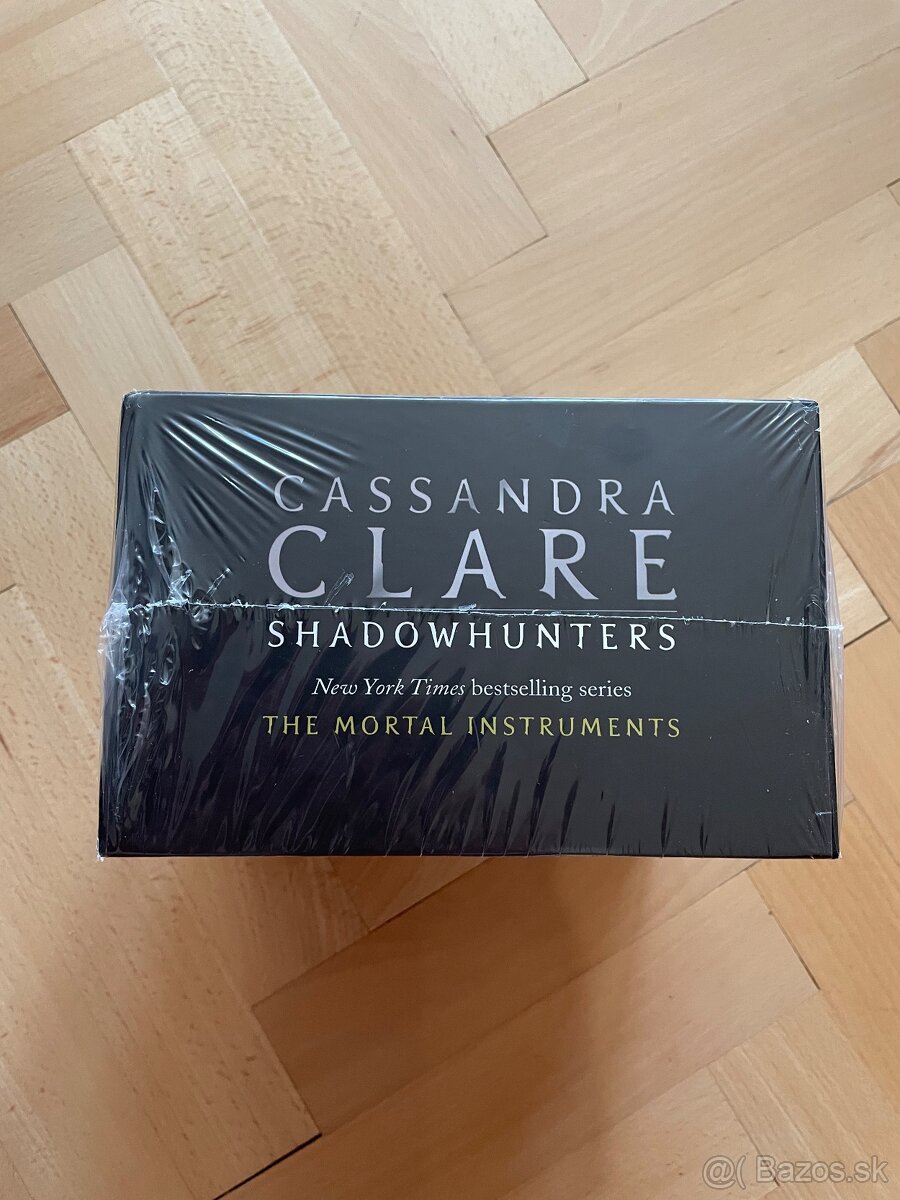 CASSANDRA
CLARE
SHADOWHUNTERS
New York Times bestselling series
THE MORTAL INSTRUMENTS
@( Bazos.sk